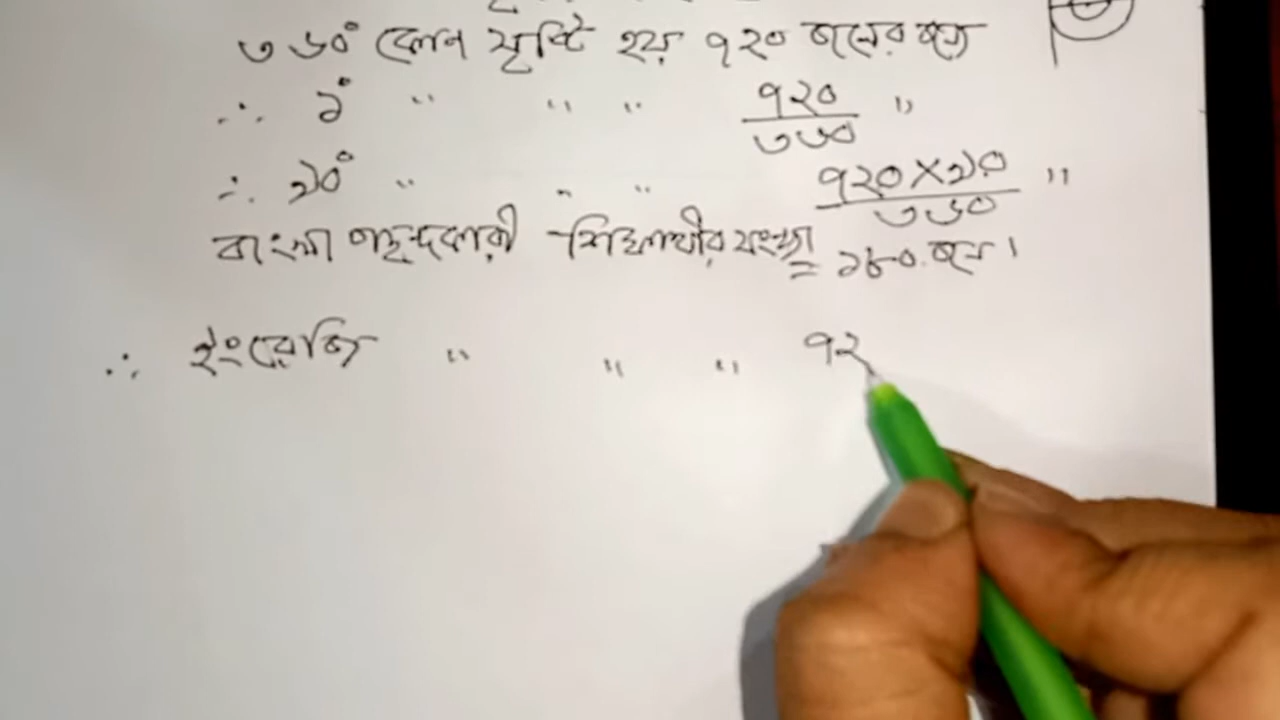 ৩৬০° কোন সৃষ্টি হয় ৭২০ জনের জন্য
∴ ১° " " " ৭২০/৩৬০ "
∴ ৯০° " " " ৭২০×৯০/৩৬০ "
বাংলা পছন্দকারী শিক্ষার্থীর সংখ্যা = ১৮০ জন।
∴ ইংরেজি " " " ৭২